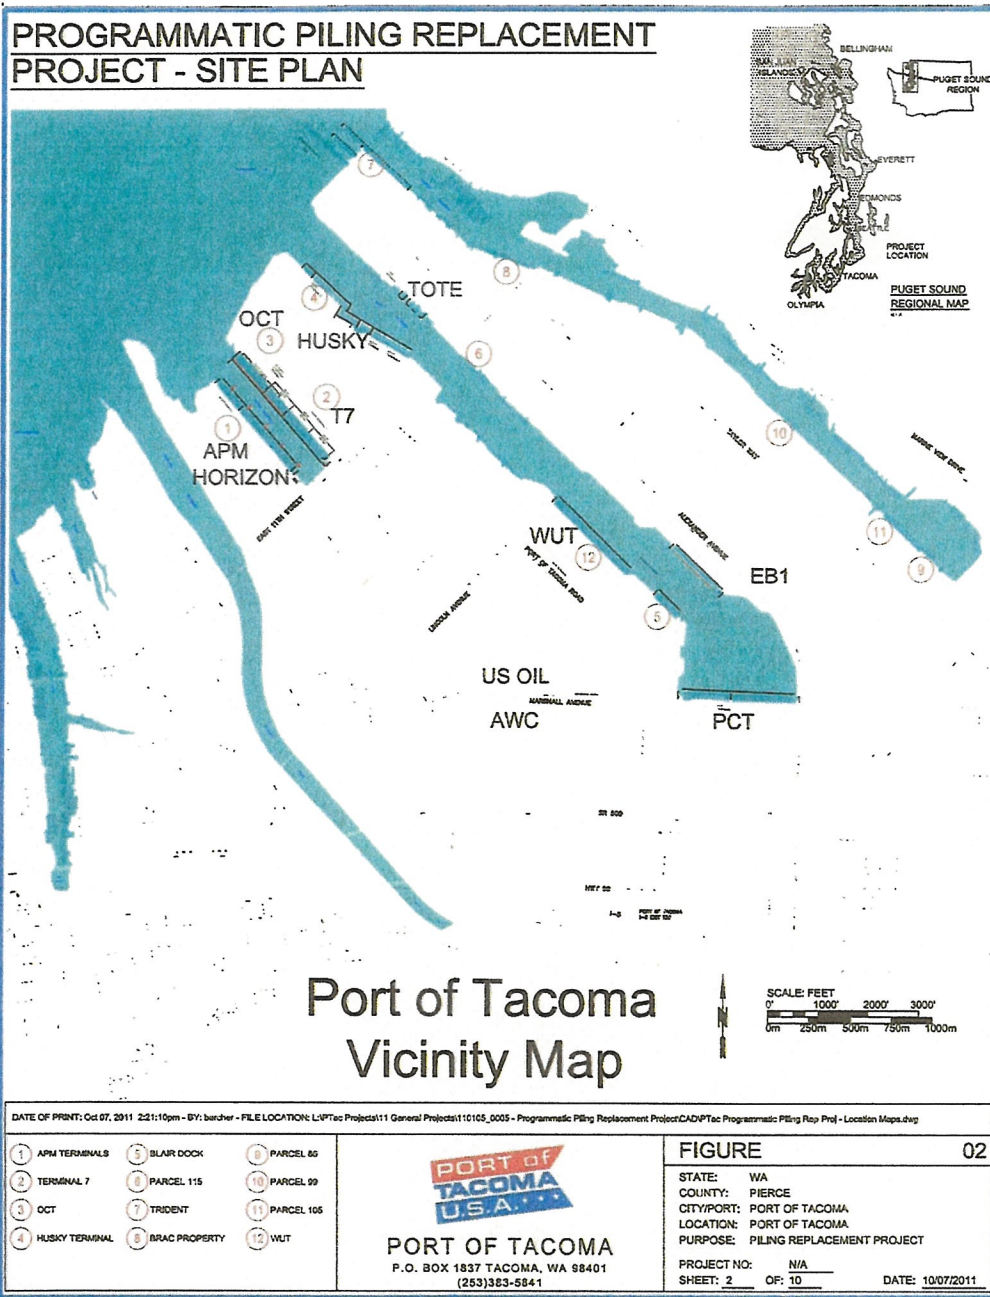 PROGRAMMATIC PILING REPLACEMENT
PROJECT - SITE PLAN
BELLINGHAM
SAN JUAN
ISLANDS
PUGET SOUND
REGION
EVERETT
EDMONDS
SEATTLE
PROJECT
LOCATION
TACOMA
OLYMPIA
PUGET SOUND
REGIONAL MAP
7
8
TOTE
4
OCT
3
HUSKY
6
2
T7
1
APM
HORIZON
10
TAYLOR WAY
MARINE VIEW DRIVE
EAST 11TH STREET
WUT
12
PORT OF TACOMA ROAD
ALEXANDER AVENUE
11
9
EB1
LINCOLN AVENUE
5
US OIL
MARSHALL AVENUE
AWC
PCT
SR 509
HWY 99
I-5
PORT OF TACOMA
Port of Tacoma
Vicinity Map
N
SCALE: FEET
0' 1000' 2000' 3000'
0m 250m 500m 750m 1000m
DATE OF PRINT: Oct 07, 2011 2:21:10pm - BY: burcher - FILE LOCATION: L:\PTac Projects\11 General Projects\110105_0005 - Programmatic Piling Replacement Project\CAD\PTac Programmatic Piling Rep Proj - Location Maps.dwg
1 APM TERMINALS
2 TERMINAL 7
3 OCT
4 HUSKY TERMINAL
5 BLAIR DOCK
6 PARCEL 115
7 TRIDENT
8 BRAC PROPERTY
9 PARCEL 86
10 PARCEL 99
11 PARCEL 105
12 WUT
PORT of
TACOMA
U.S.A.
PORT OF TACOMA
P.O. BOX 1837 TACOMA, WA 98401
(253)383-5841
FIGURE 02
STATE: WA
COUNTY: PIERCE
CITY/PORT: PORT OF TACOMA
LOCATION: PORT OF TACOMA
PURPOSE: PILING REPLACEMENT PROJECT
PROJECT NO: N/A
SHEET: 2 OF: 10 DATE: 10/07/2011